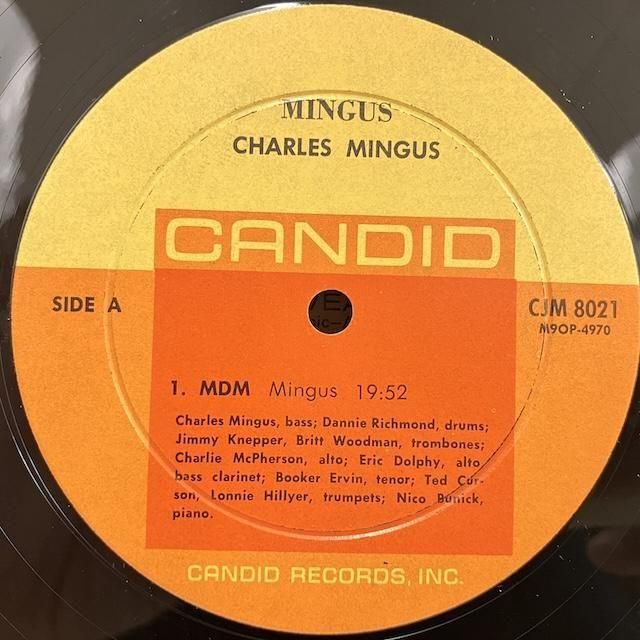 MINGUS
CHARLES MINGUS
CANDID
SIDE A
CJM 8021
M9OP-4970
1. MDM Mingus 19:52
Charles Mingus, bass; Dannie Richmond, drums;
Jimmy Knepper, Britt Woodman, trombones;
Charlie McPherson, alto; Eric Dolphy, alto
bass clarinet; Booker Ervin, tenor; Ted Cur-
son, Lonnie Hillyer, trumpets; Nico Bunick,
piano.
CANDID RECORDS, INC.